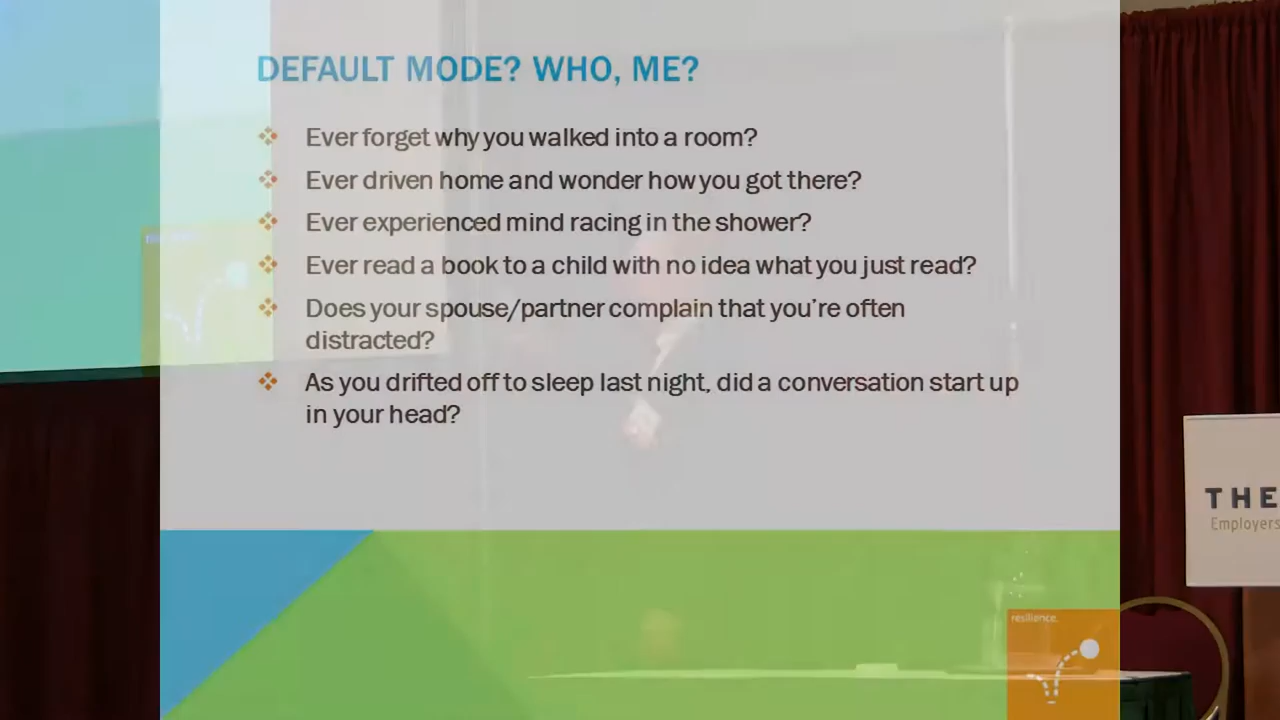 DEFAULT MODE? WHO, ME?
Ever forget why you walked into a room?
Ever driven home and wonder how you got there?
Ever experienced mind racing in the shower?
Ever read a book to a child with no idea what you just read?
Does your spouse/partner complain that you’re often
distracted?
As you drifted off to sleep last night, did a conversation start up
in your head?
THE
Employers
resilience.